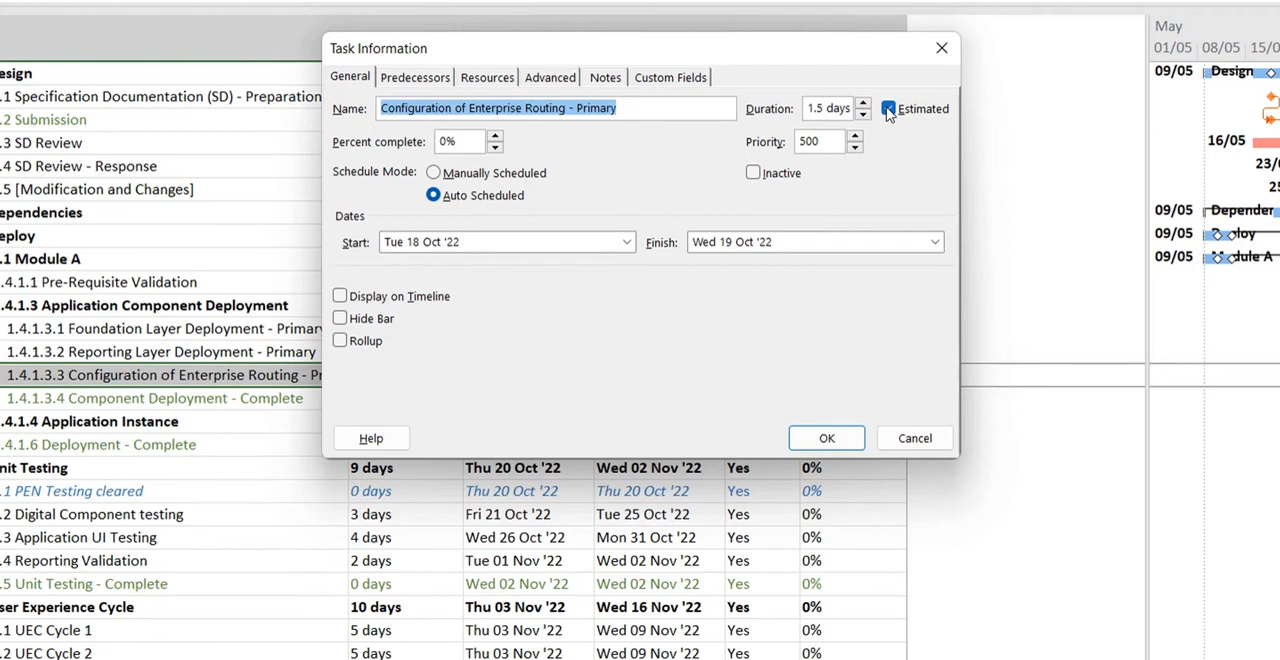 May
01/05 08/05 15/0
Task Information
General Predecessors Resources Advanced Notes Custom Fields
Name: Configuration of Enterprise Routing - Primary Duration: 1.5 days Estimated
Percent complete: 0% Priority: 500
Schedule Mode: Manually Scheduled Inactive
Auto Scheduled
Dates
Start: Tue 18 Oct '22 Finish: Wed 19 Oct '22
Display on Timeline
Hide Bar
Rollup
Help OK Cancel
esign
.1 Specification Documentation (SD) - Preparation
.2 Submission
.3 SD Review
.4 SD Review - Response
.5 [Modification and Changes]
ependencies
eploy
.1 Module A
.4.1.1 Pre-Requisite Validation
.4.1.3 Application Component Deployment
1.4.1.3.1 Foundation Layer Deployment - Primary
1.4.1.3.2 Reporting Layer Deployment - Primary
1.4.1.3.3 Configuration of Enterprise Routing - Pr
1.4.1.3.4 Component Deployment - Complete
.4.1.4 Application Instance
.4.1.6 Deployment - Complete
nit Testing 9 days Thu 20 Oct '22 Wed 02 Nov '22 Yes 0%
.1 PEN Testing cleared 0 days Thu 20 Oct '22 Thu 20 Oct '22 Yes 0%
.2 Digital Component testing 3 days Fri 21 Oct '22 Tue 25 Oct '22 Yes 0%
.3 Application UI Testing 4 days Wed 26 Oct '22 Mon 31 Oct '22 Yes 0%
.4 Reporting Validation 2 days Tue 01 Nov '22 Wed 02 Nov '22 Yes 0%
.5 Unit Testing - Complete 0 days Wed 02 Nov '22 Wed 02 Nov '22 Yes 0%
ser Experience Cycle 10 days Thu 03 Nov '22 Wed 16 Nov '22 Yes 0%
.1 UEC Cycle 1 5 days Thu 03 Nov '22 Wed 09 Nov '22 Yes 0%
.2 UEC Cycle 2 5 days Thu 03 Nov '22 Wed 09 Nov '22 Yes 0%
09/05 Design
16/05
23/0
25
09/05 Depender
09/05 loy
09/05 dule A